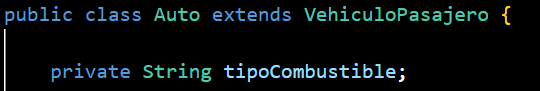 public class Auto extends VehiculoPasajero {
private String tipoCombustible;